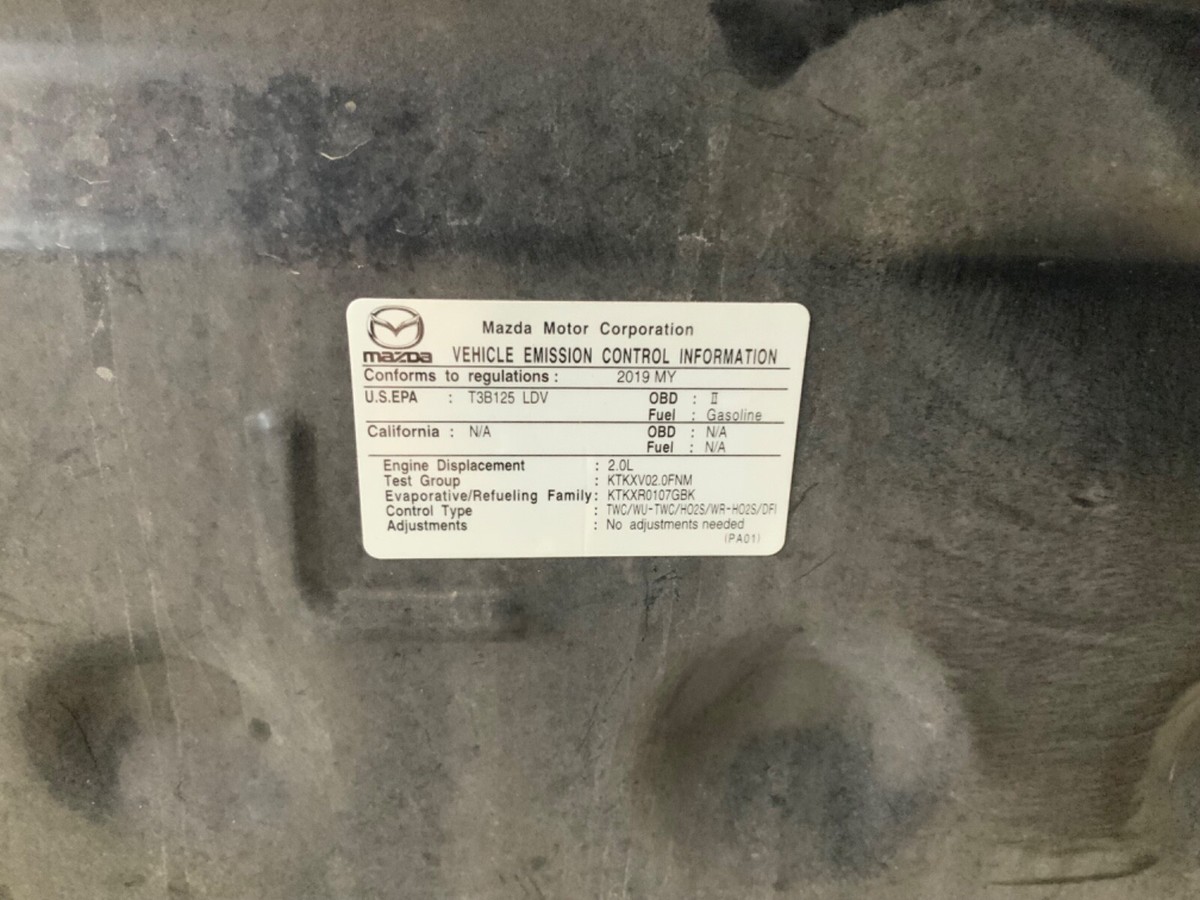 Mazda Motor Corporation
mazda VEHICLE EMISSION CONTROL INFORMATION
Conforms to regulations : 2019 MY
U.S.EPA : T3B125 LDV OBD : Ⅱ
Fuel : Gasoline
California : N/A OBD : N/A
Fuel : N/A
Engine Displacement : 2.0L
Test Group : KTKXV02.0FNM
Evaporative/Refueling Family : KTKXR0107GBK
Control Type : TWC/WU-TWC/HO2S/WR-HO2S/DFI
Adjustments : No adjustments needed
(PA01)